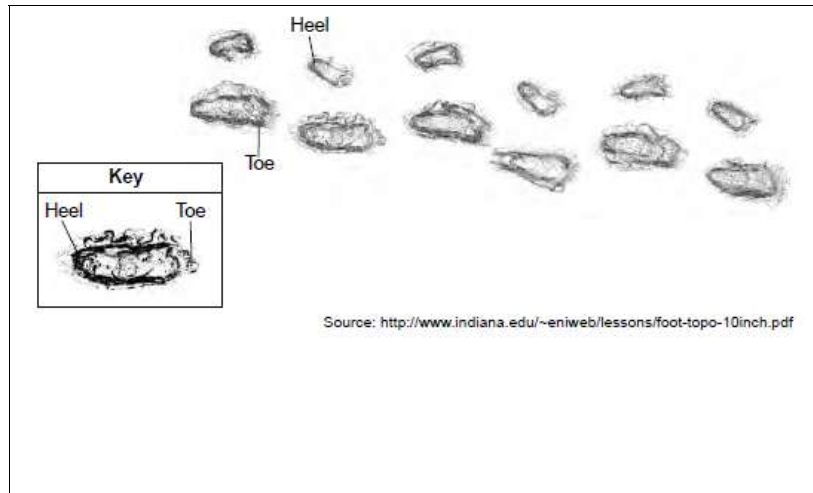 Heel
Toe
Key
Heel Toe
Source: http://www.indiana.edu/~eniweb/lessons/foot-topo-10inch.pdf